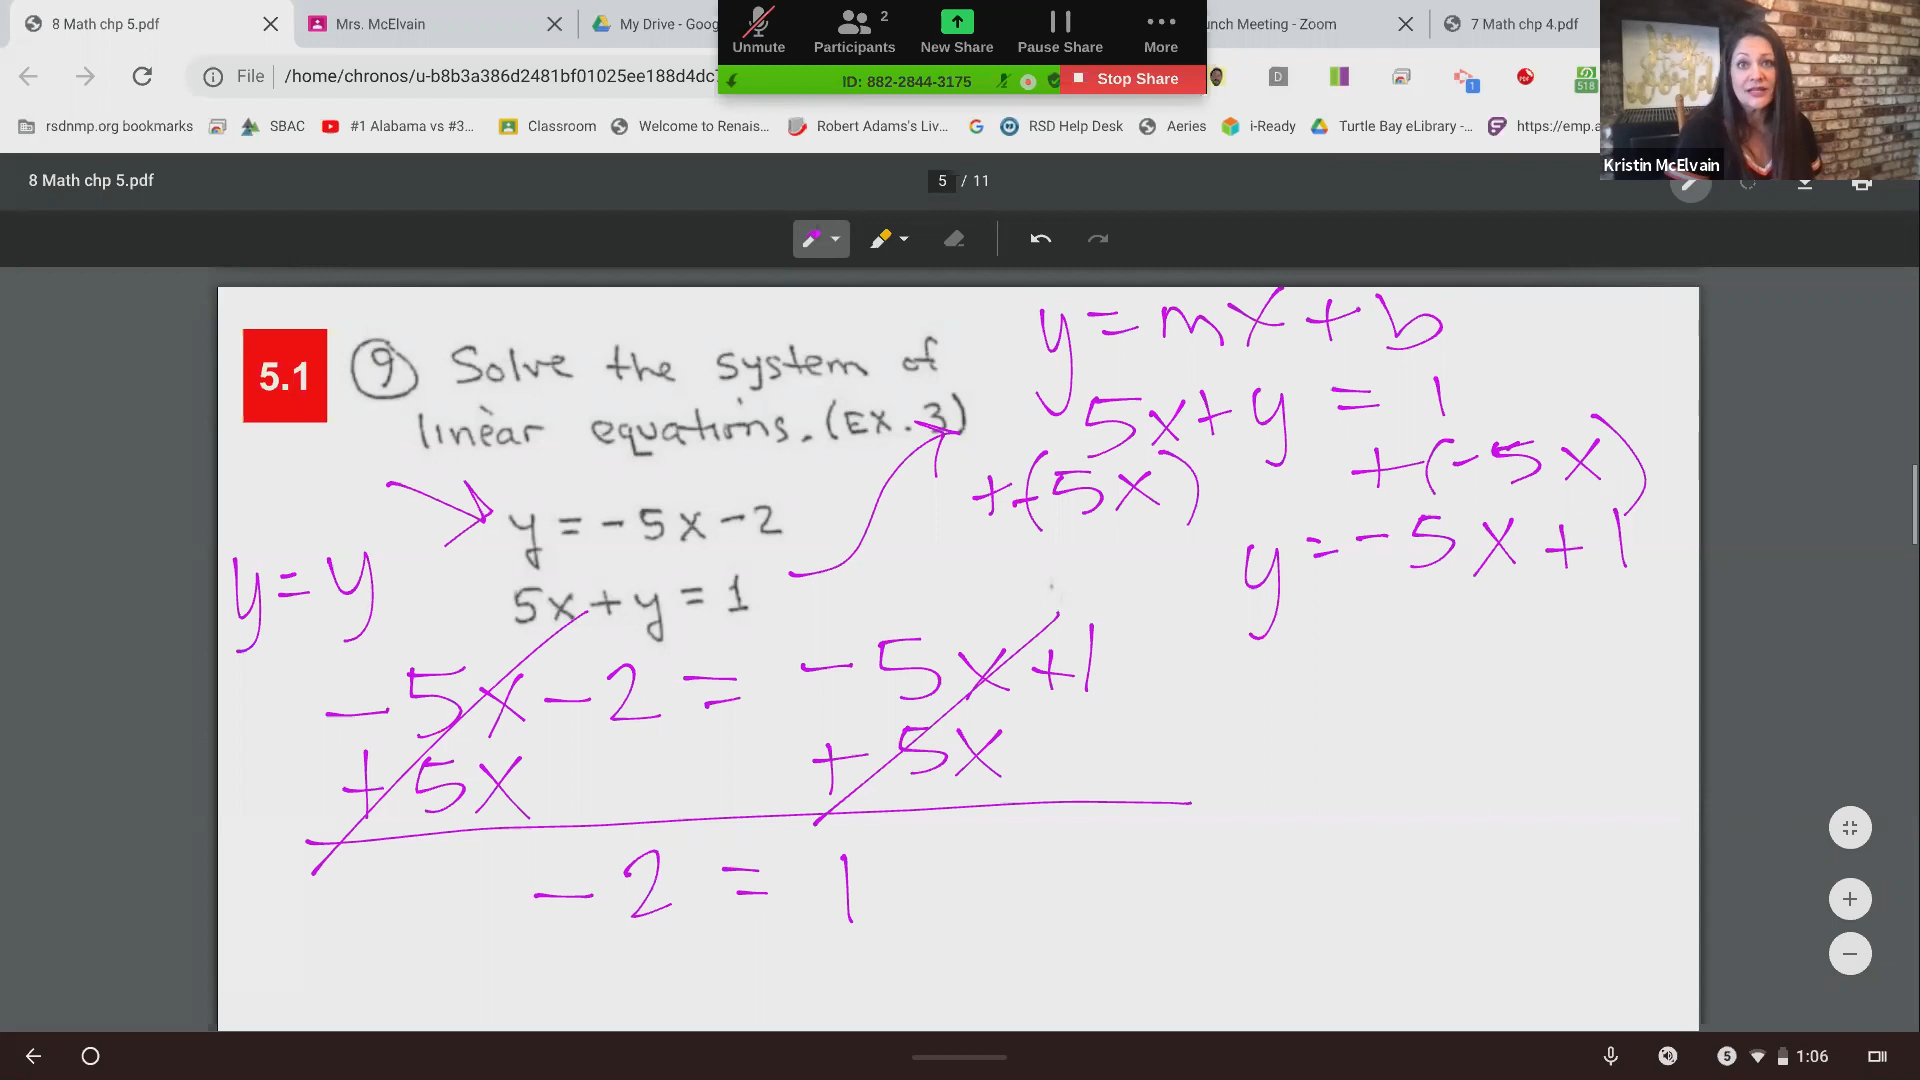 8 Math chp 5.pdf
Mrs. McElvain
My Drive - Goog
Unmute
Participants 2
New Share
Pause Share
More
unch Meeting - Zoom
7 Math chp 4.pdf
File
/home/chronos/u-b8b3a386d2481bf01025ee188d4dc
ID: 882-2844-3175
Stop Share
D
1
PDF
518
rsdnmp.org bookmarks
SBAC
#1 Alabama vs #3...
Classroom
Welcome to Renais...
Robert Adams's Liv...
RSD Help Desk
Aeries
i-Ready
Turtle Bay eLibrary -...
https://emp.a
Kristin McElvain
8 Math chp 5.pdf
5 / 11
5.1
9 Solve the system of
linear equations. (EX. 3)
y = -5x -2
5x + y = 1
y = mx + b
5x + y = 1
+ (-5x) + (-5x)
y = -5x + 1
y = y
-5x - 2 = -5x + 1
+ 5x + 5x
-2 = 1
5
1:06